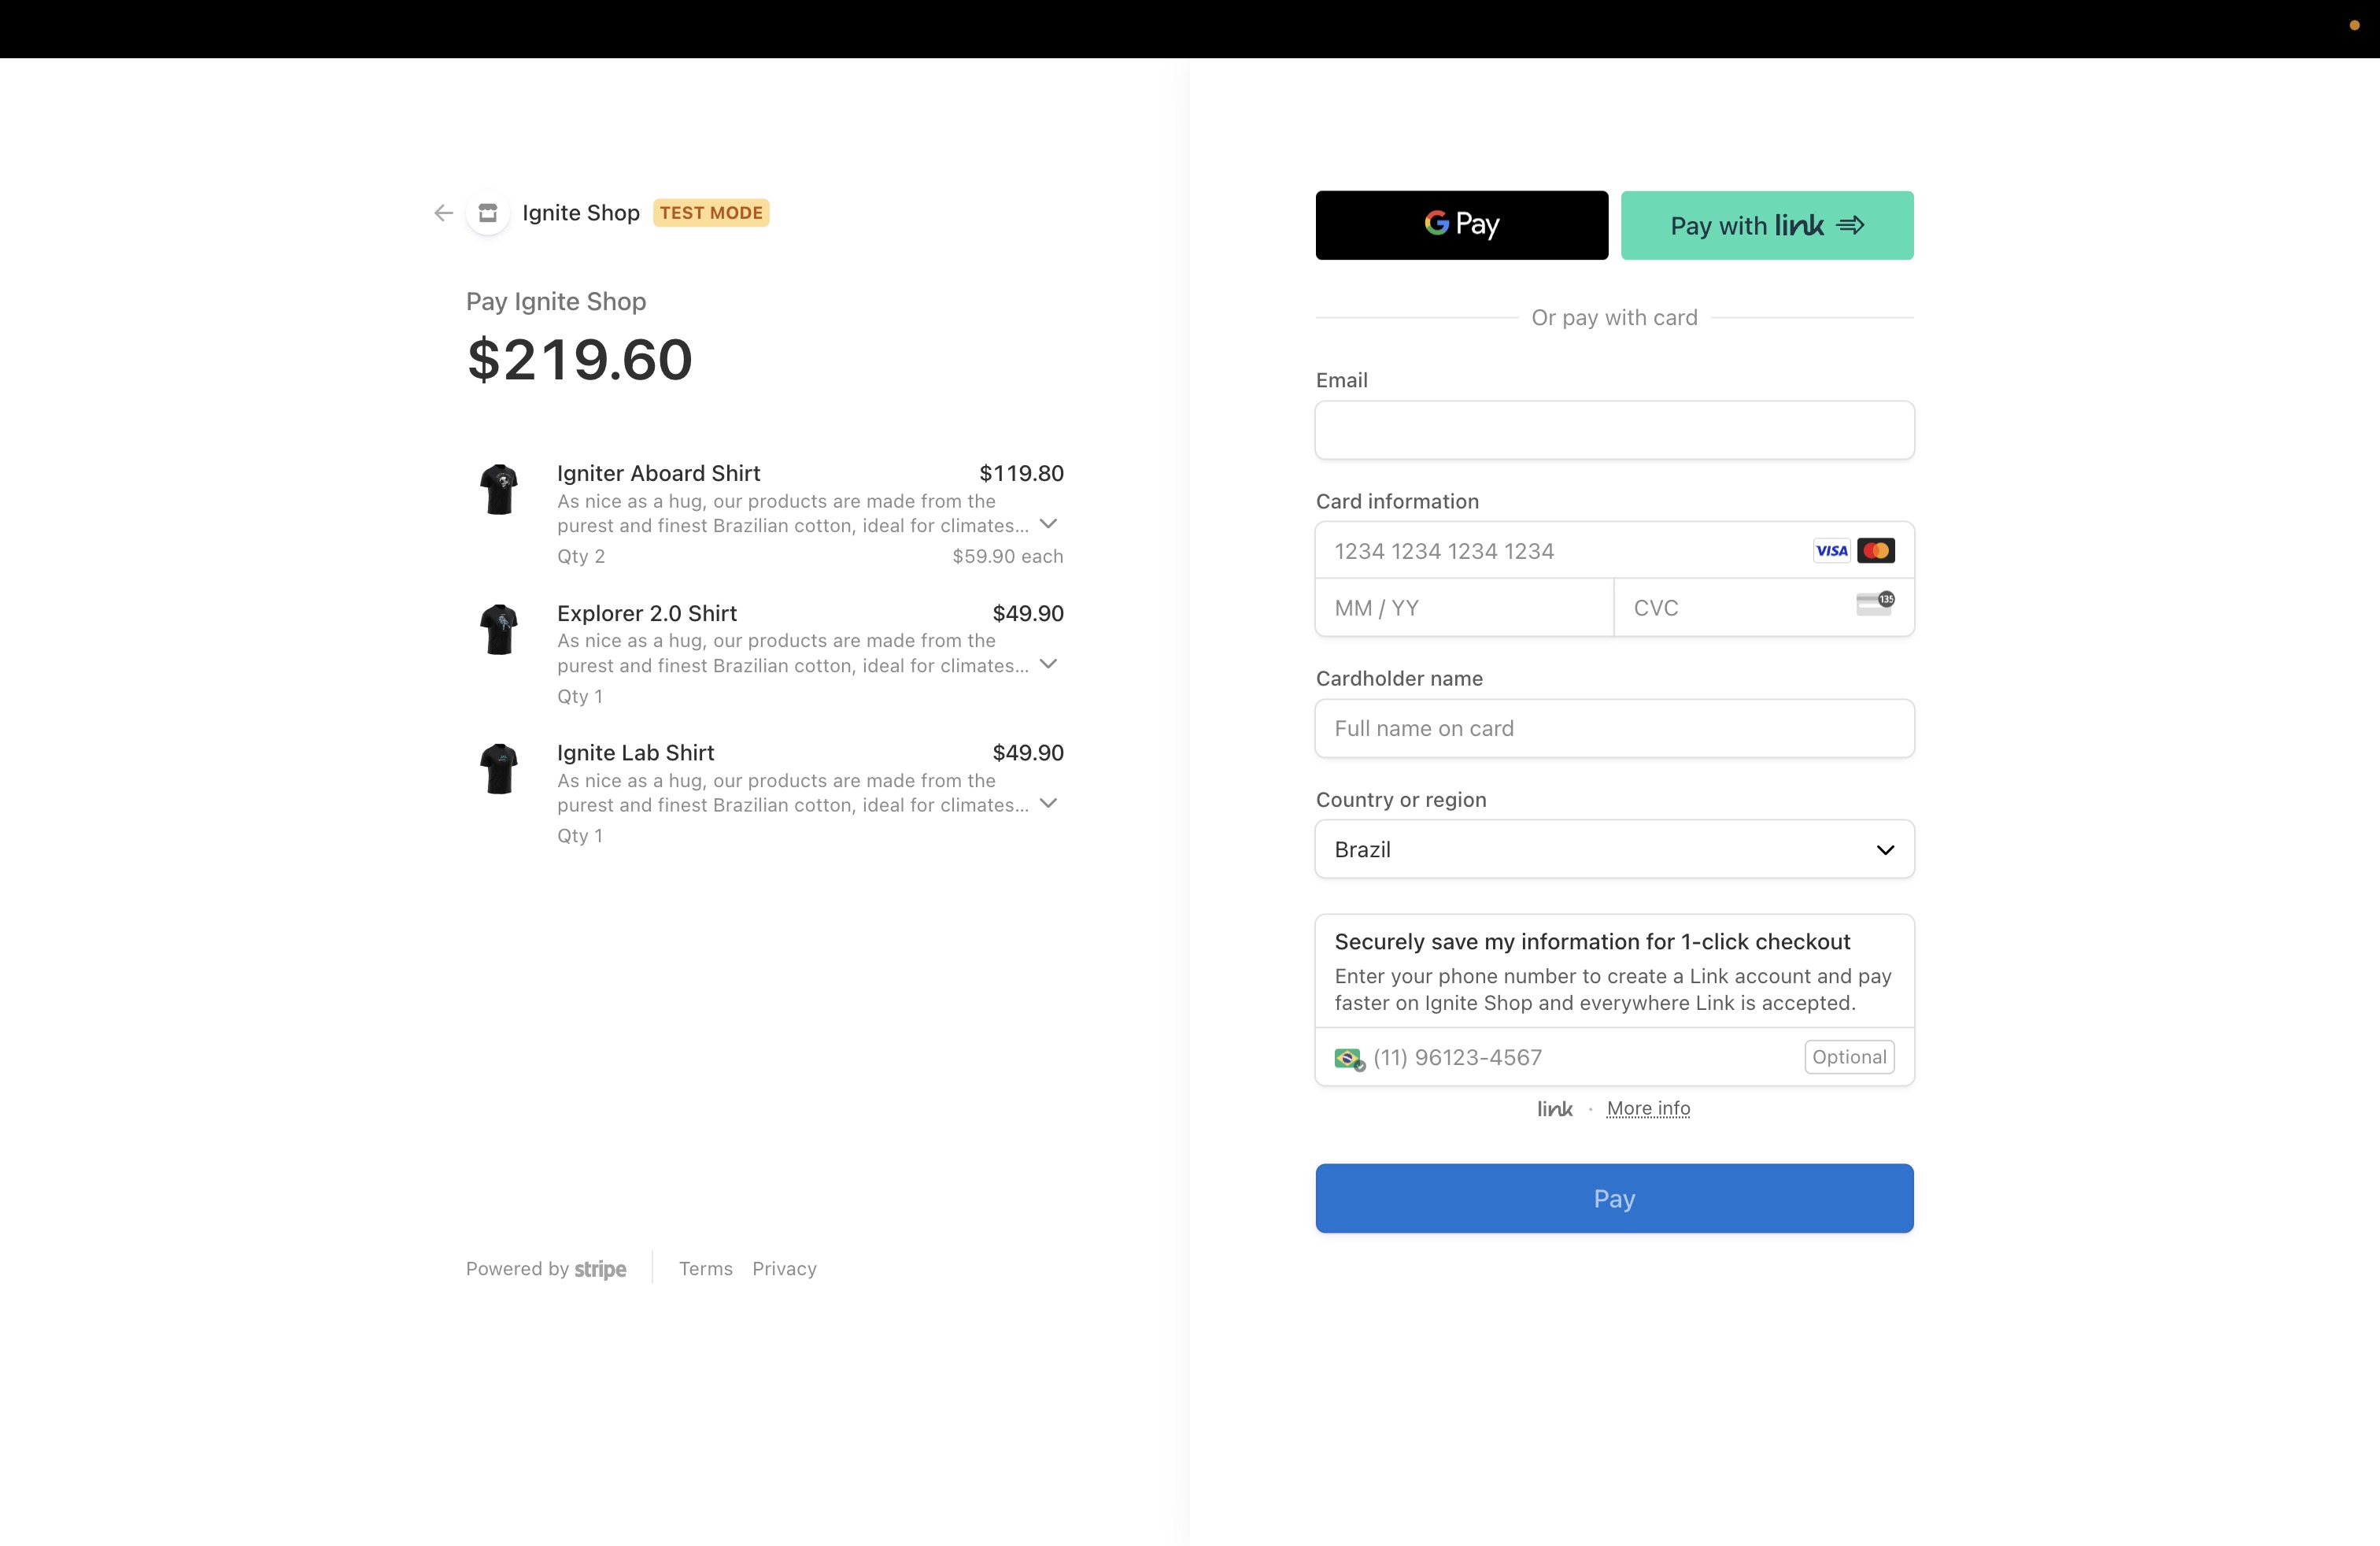 Ignite Shop TEST MODE
Pay Ignite Shop
$219.60
Igniter Aboard Shirt $119.80
As nice as a hug, our products are made from the
purest and finest Brazilian cotton, ideal for climates...
Qty 2 $59.90 each
Explorer 2.0 Shirt $49.90
As nice as a hug, our products are made from the
purest and finest Brazilian cotton, ideal for climates...
Qty 1
Ignite Lab Shirt $49.90
As nice as a hug, our products are made from the
purest and finest Brazilian cotton, ideal for climates...
Qty 1
Powered by stripe Terms Privacy
G Pay Pay with link
Or pay with card
Email
Card information
1234 1234 1234 1234 VISA
MM / YY CVC 135
Cardholder name
Full name on card
Country or region
Brazil
Securely save my information for 1-click checkout
Enter your phone number to create a Link account and pay
faster on Ignite Shop and everywhere Link is accepted.
(11) 96123-4567 Optional
link · More info
Pay